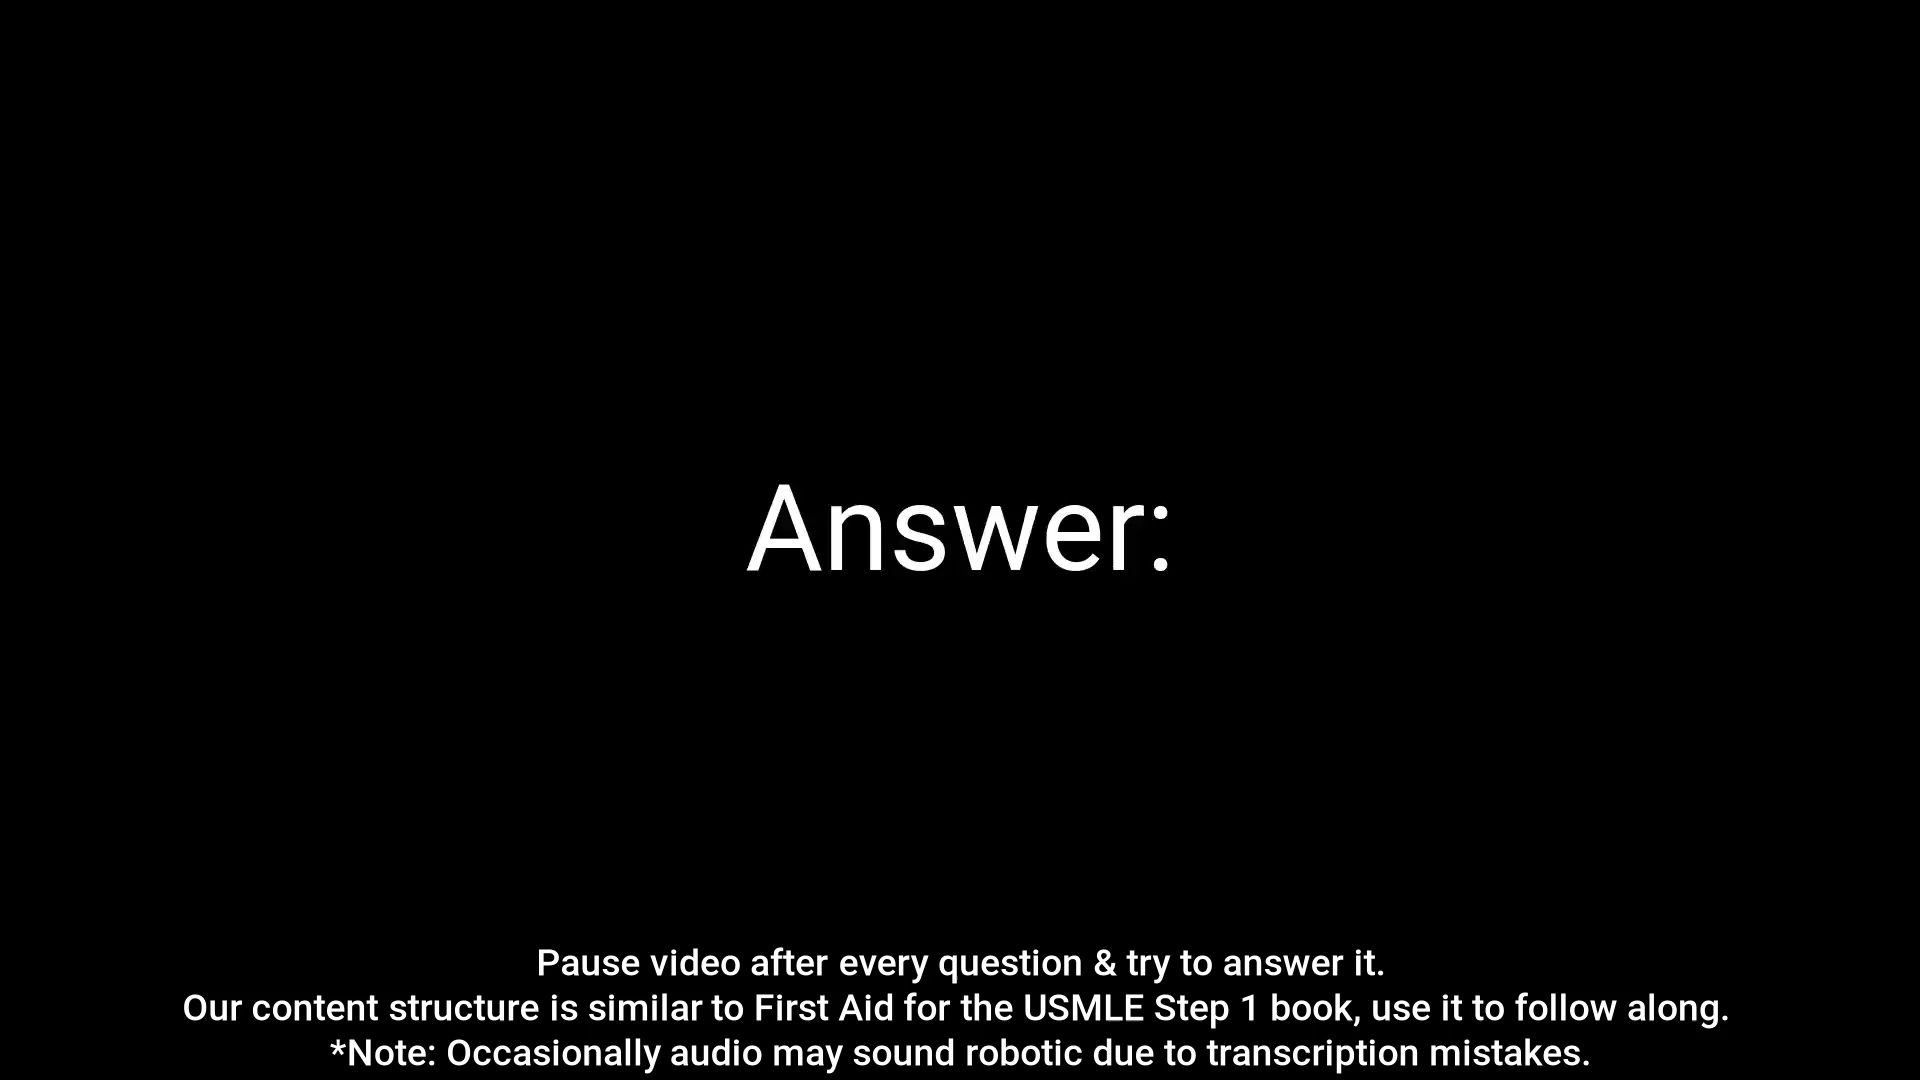 Answer:
Pause video after every question & try to answer it.
Our content structure is similar to First Aid for the USMLE Step 1 book, use it to follow along.
*Note: Occasionally audio may sound robotic due to transcription mistakes.